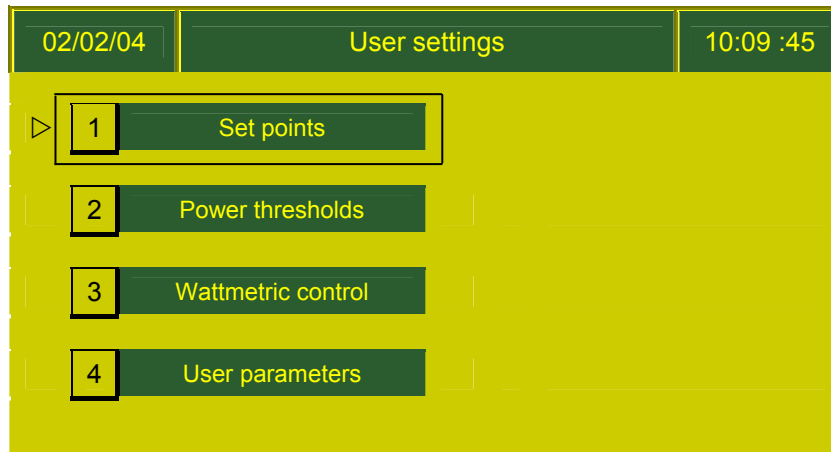 02/02/04 User settings 10:09 :45
1 Set points
2 Power thresholds
3 Wattmetric control
4 User parameters